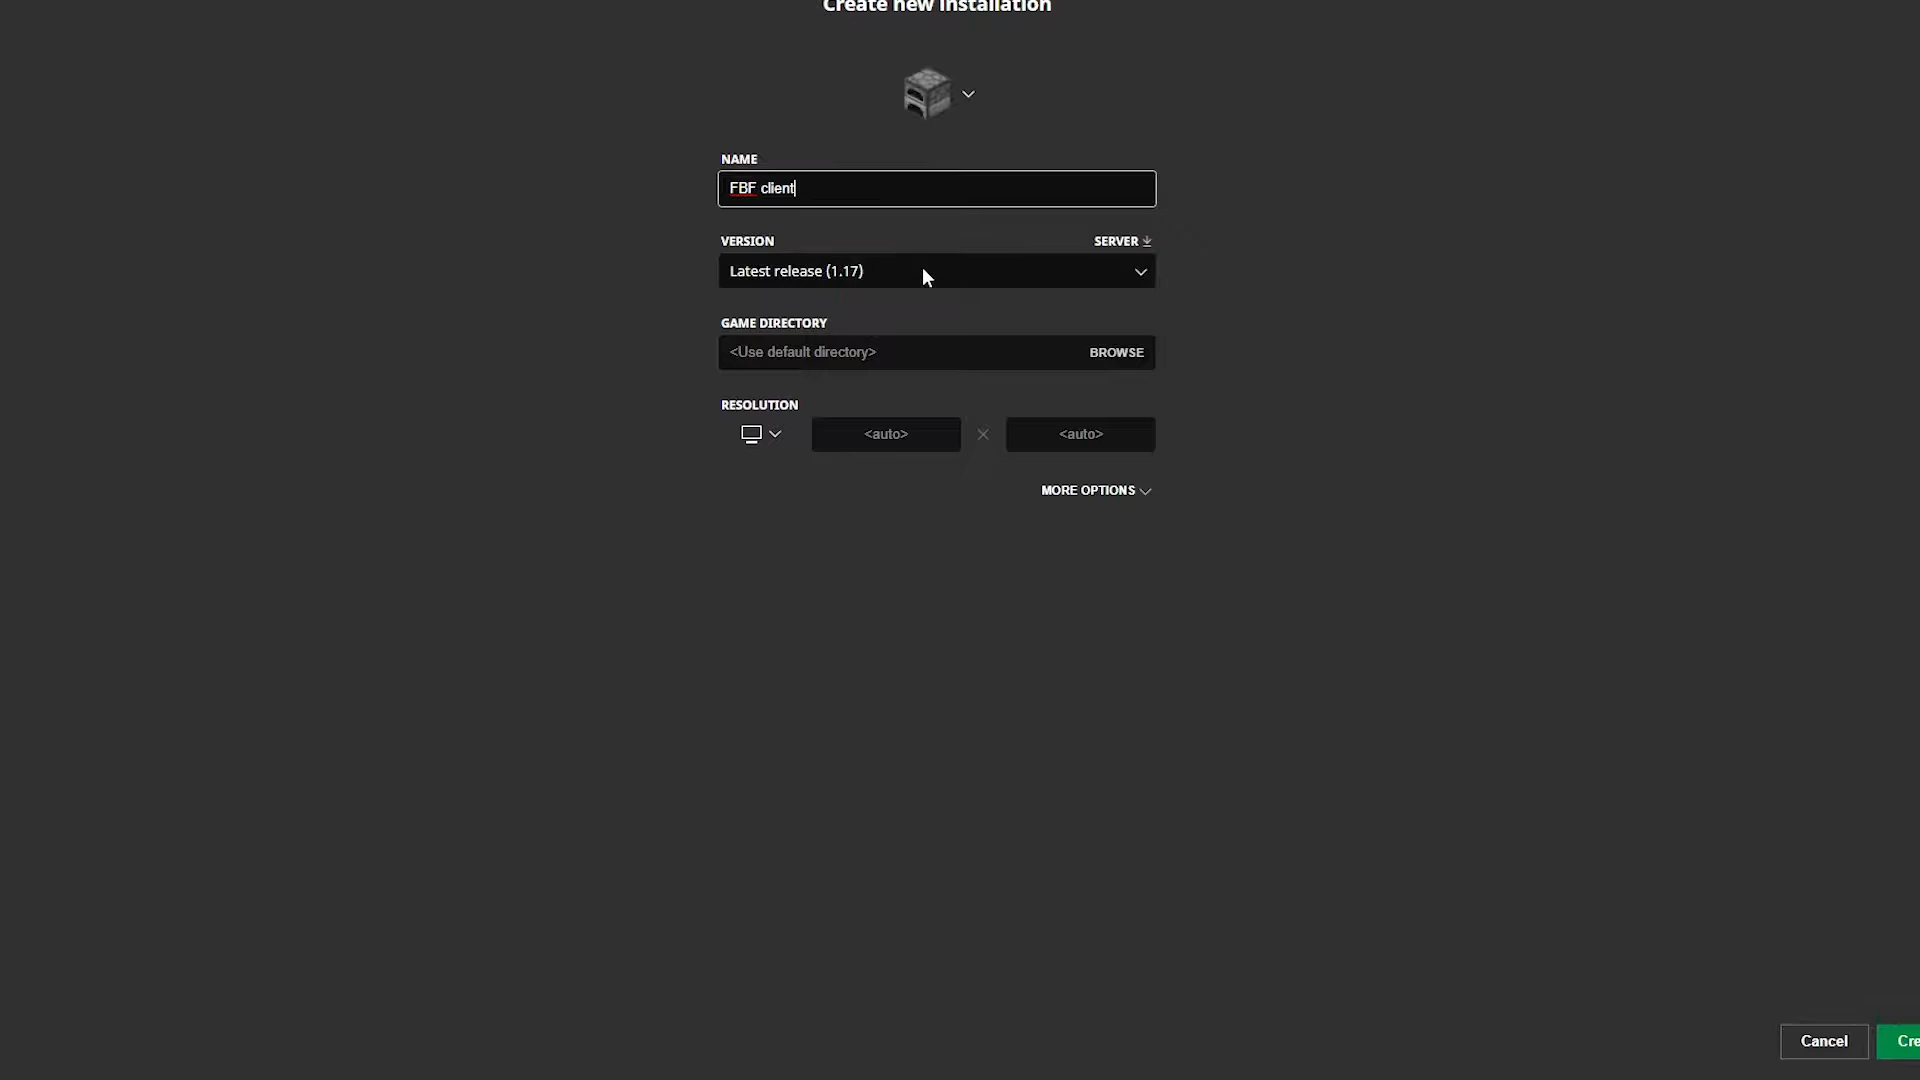 Create new installation
NAME
FBF client
VERSION
SERVER
Latest release (1.17)
GAME DIRECTORY
<Use default directory>
BROWSE
RESOLUTION
<auto>
<auto>
MORE OPTIONS
Cancel
Cre